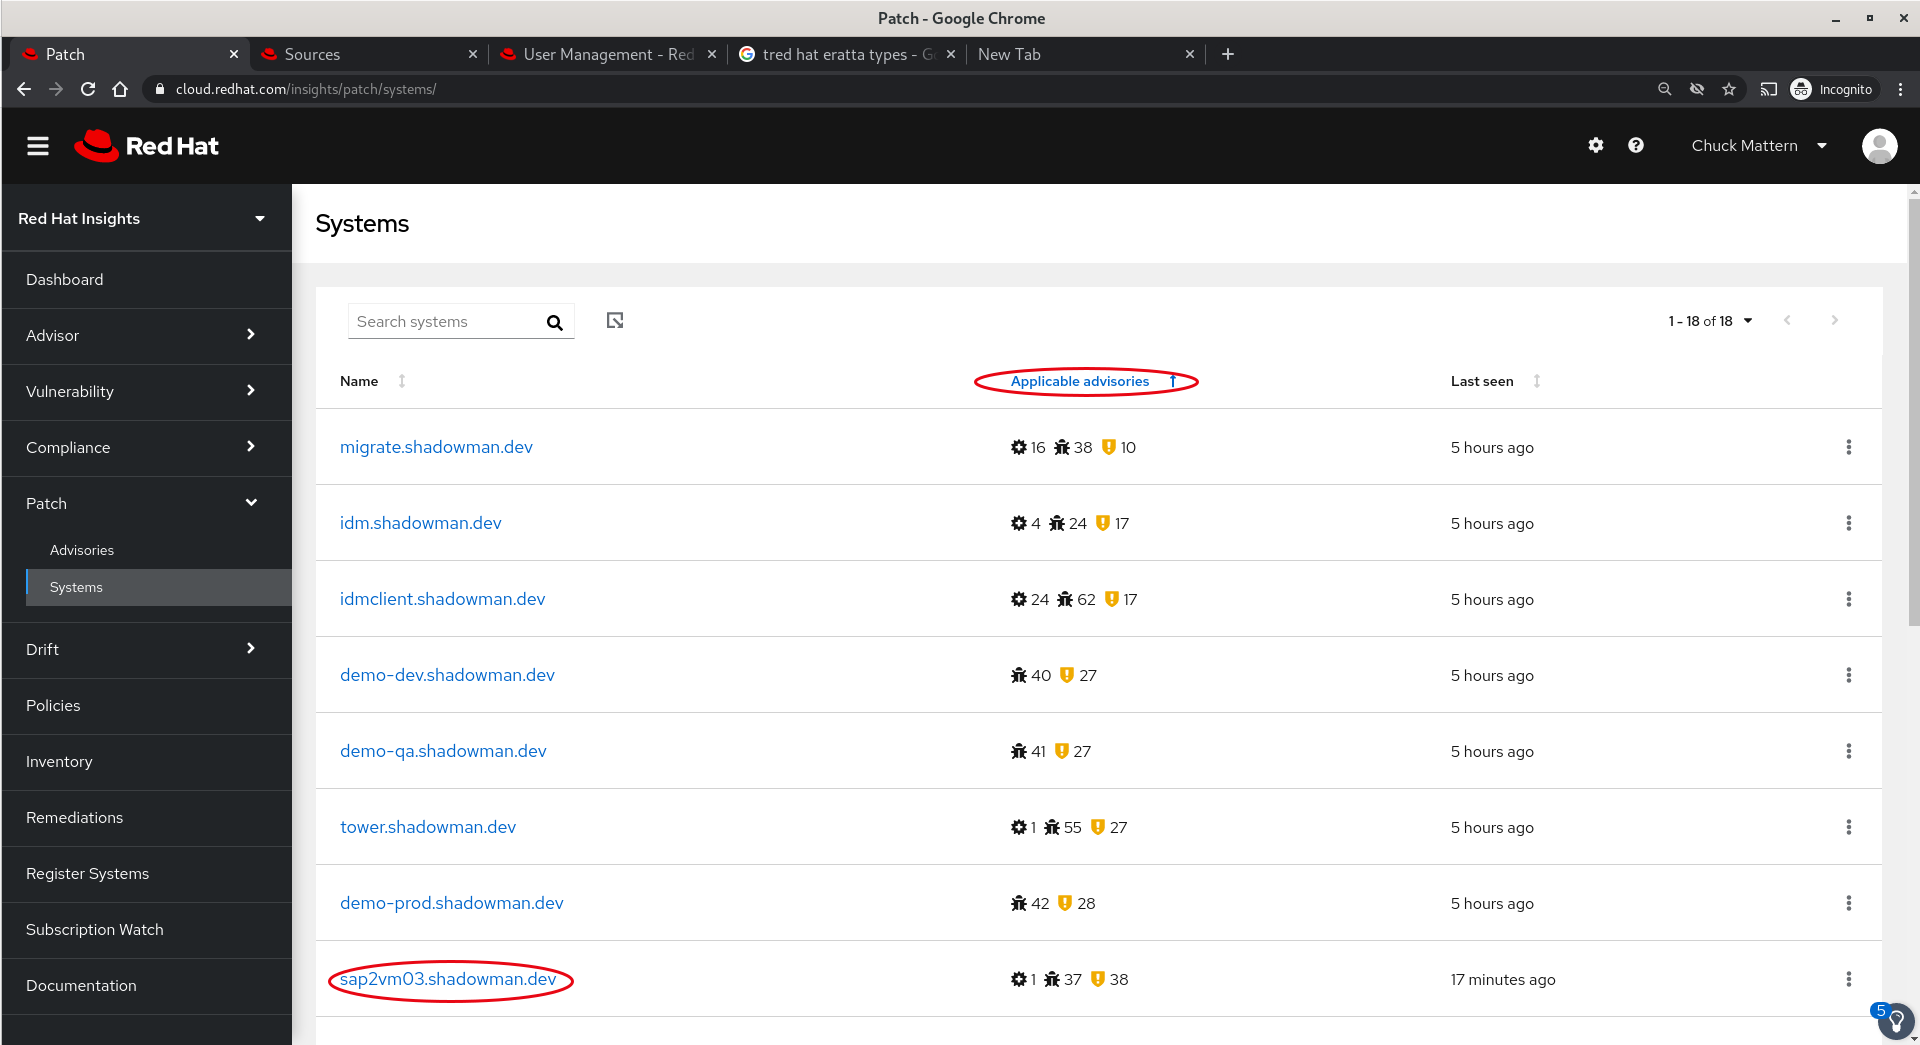 Patch - Google Chrome
Patch
Sources
User Management - Red
tred hat eratta types - G
New Tab
cloud.redhat.com/insights/patch/systems/
Incognito
Red Hat
Chuck Mattern
Red Hat Insights
Dashboard
Advisor
Vulnerability
Compliance
Patch
Advisories
Systems
Drift
Policies
Inventory
Remediations
Register Systems
Subscription Watch
Documentation
Systems
Search systems
1 - 18 of 18
Name Applicable advisories Last seen
migrate.shadowman.dev 16 38 10 5 hours ago
idm.shadowman.dev 4 24 17 5 hours ago
idmclient.shadowman.dev 24 62 17 5 hours ago
demo-dev.shadowman.dev 40 27 5 hours ago
demo-qa.shadowman.dev 41 27 5 hours ago
tower.shadowman.dev 1 55 27 5 hours ago
demo-prod.shadowman.dev 42 28 5 hours ago
sap2vm03.shadowman.dev 1 37 38 17 minutes ago
5